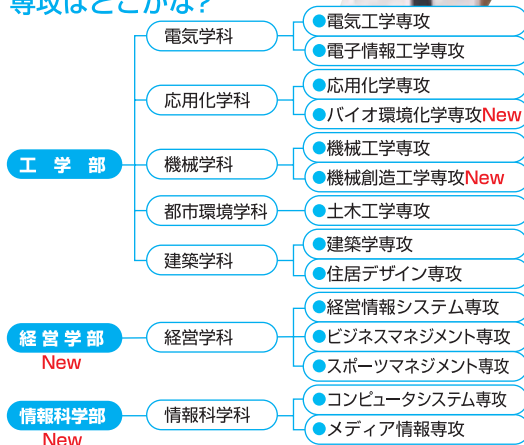 専攻はどこかな?
工学部
電気学科
●電気工学専攻
●電子情報工学専攻
応用化学科
●応用化学専攻
●バイオ環境化学専攻New
機械学科
●機械工学専攻
●機械創造工学専攻New
都市環境学科
●土木工学専攻
建築学科
●建築学専攻
●住居デザイン専攻
経営学部
New
経営学科
●経営情報システム専攻
●ビジネスマネジメント専攻
●スポーツマネジメント専攻
情報科学部
New
情報科学科
●コンピュータシステム専攻
●メディア情報専攻